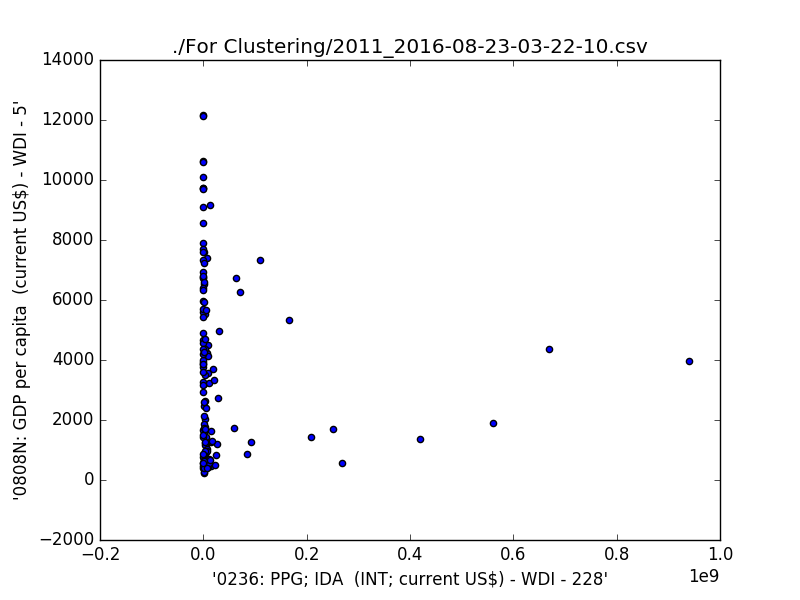 ./For Clustering/2011_2016-08-23-03-22-10.csv
14000
12000
10000
8000
6000
4000
2000
0
−2000
'0808N: GDP per capita  (current US$) - WDI - 5'
−0.2 0.0 0.2 0.4 0.6 0.8 1.0
1e9
'0236: PPG; IDA  (INT; current US$) - WDI - 228'